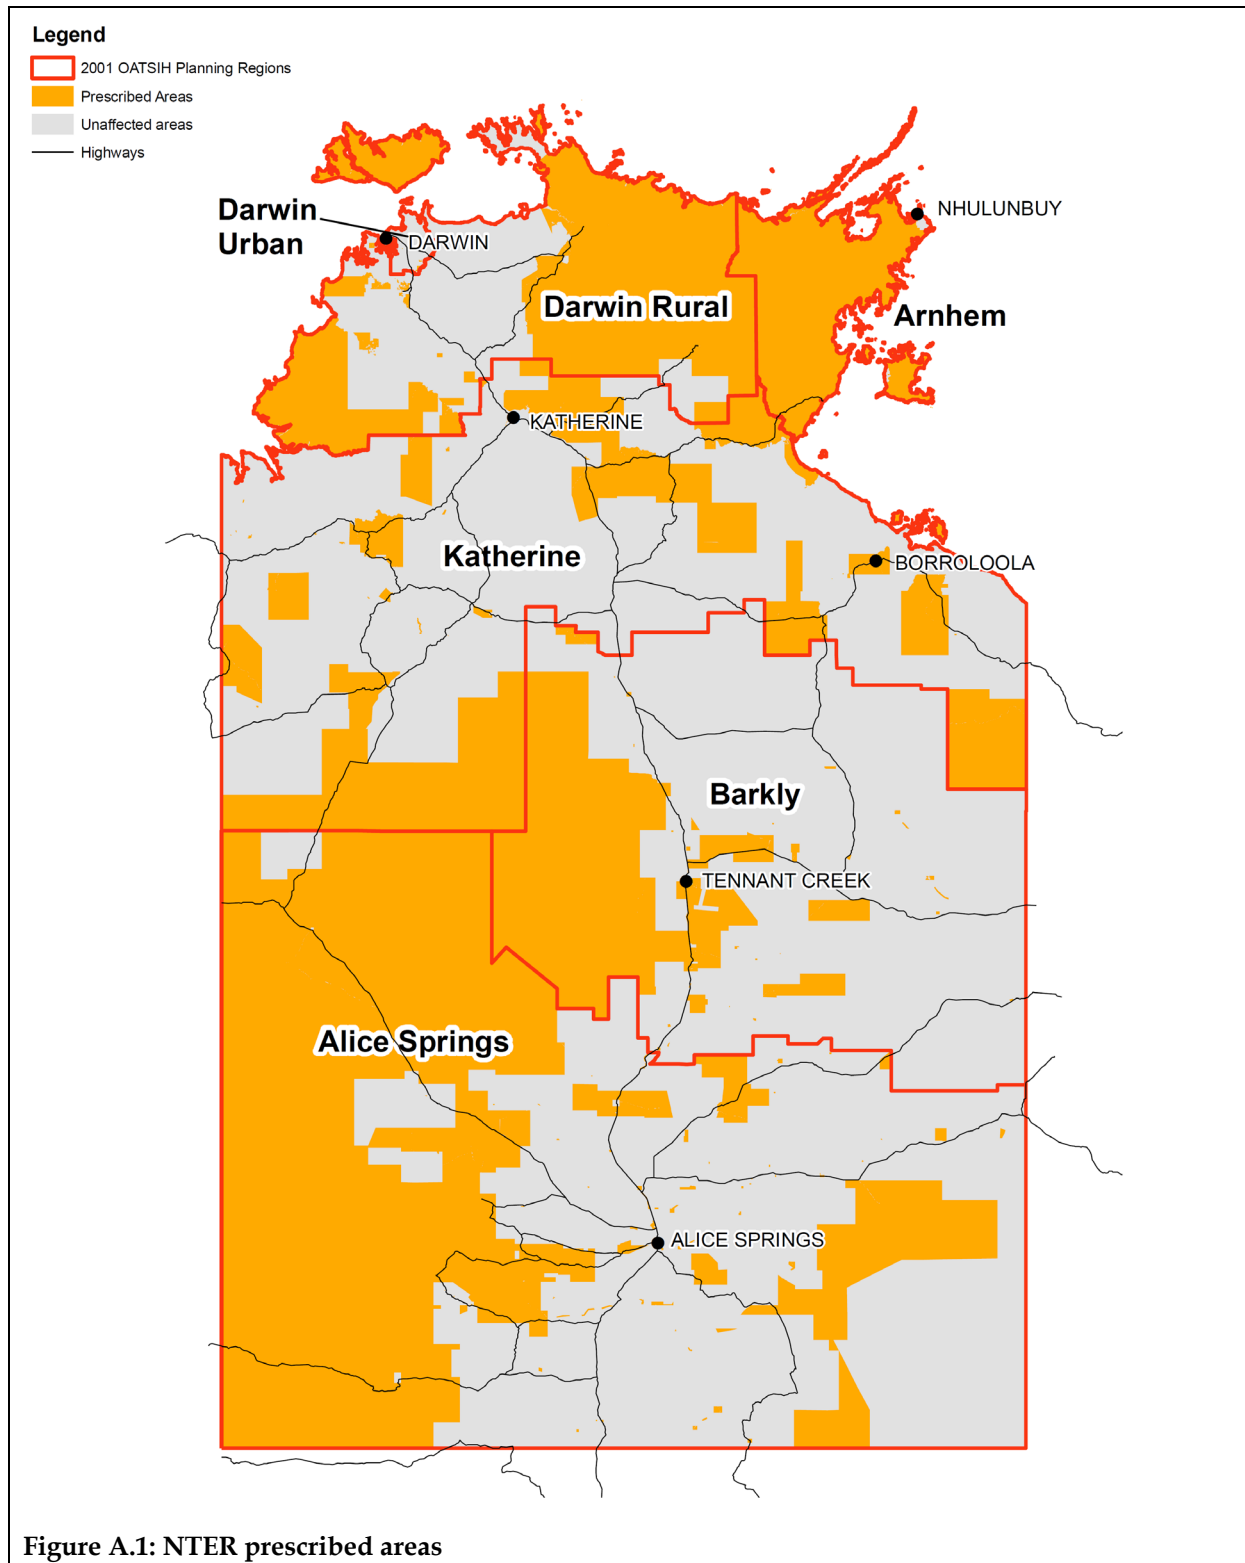 Legend
2001 OATSIH Planning Regions
Prescribed Areas
Unaffected areas
Highways
Darwin
Urban
DARWIN
NHULUNBUY
Darwin Rural
Arnhem
KATHERINE
Katherine
BORROLOOLA
Barkly
TENNANT CREEK
Alice Springs
ALICE SPRINGS
Figure A.1: NTER prescribed areas